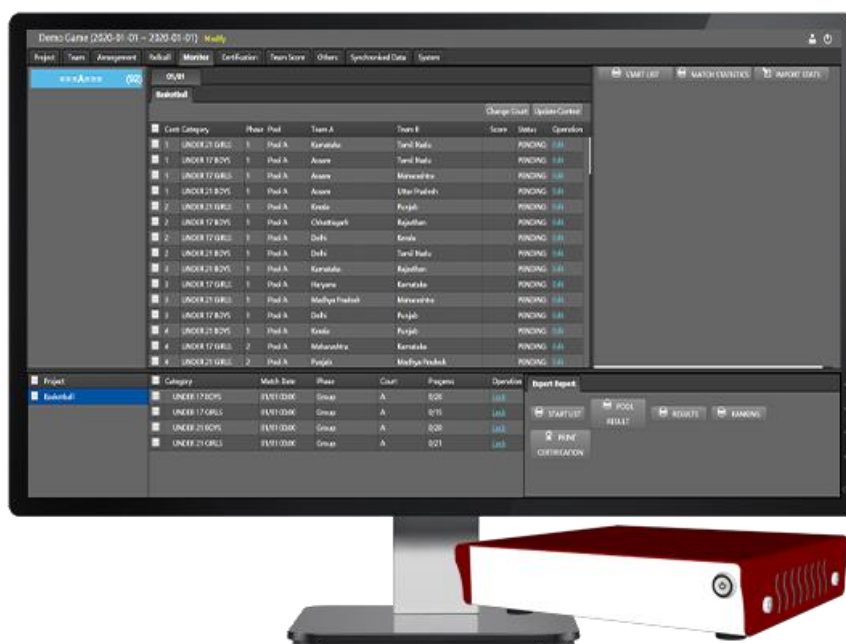 Demo Game (2020-01-01 ~ 2020-01-01) Modify
Project Team Arrangement Rollcall Monitor Certification Team Score Others Synchronised Data System
===A=== (92)
01/01
START LIST MATCH STATISTICS IMPORT STATS
Basketball
Change Court Update Contest
Category Phase Pool Team A Team B Score Status Operation
1 UNDER 21 GIRLS 1 Pool A Karnataka Tamil Nadu PENDING Edit
1 UNDER 17 BOYS 1 Pool A Assam Tamil Nadu PENDING Edit
1 UNDER 17 GIRLS 1 Pool A Assam Maharashtra PENDING Edit
1 UNDER 21 BOYS 1 Pool A Assam Uttar Pradesh PENDING Edit
2 UNDER 21 GIRLS 1 Pool A Kerala Punjab PENDING Edit
2 UNDER 17 BOYS 1 Pool A Chhattisgarh Rajasthan PENDING Edit
2 UNDER 17 GIRLS 1 Pool A Delhi Kerala PENDING Edit
2 UNDER 21 BOYS 1 Pool A Delhi Tamil Nadu PENDING Edit
3 UNDER 21 BOYS 1 Pool A Karnataka Rajasthan PENDING Edit
3 UNDER 17 GIRLS 1 Pool A Haryana Karnataka PENDING Edit
3 UNDER 21 GIRLS 1 Pool A Madhya Pradesh Maharashtra PENDING Edit
3 UNDER 17 BOYS 1 Pool A Delhi Punjab PENDING Edit
4 UNDER 21 BOYS 1 Pool A Kerala Punjab PENDING Edit
4 UNDER 17 GIRLS 2 Pool A Maharashtra Karnataka PENDING Edit
4 UNDER 21 GIRLS 2 Pool A Punjab Madhya Pradesh PENDING Edit
Project
Basketball
Category Match Date Phase Court Progress Operation
UNDER 17 BOYS 01/01 00:00 Group A 0/20 Lock
UNDER 17 GIRLS 01/01 00:00 Group A 0/15 Lock
UNDER 21 BOYS 01/01 00:00 Group A 0/20 Lock
UNDER 21 GIRLS 01/01 00:00 Group A 0/21 Lock
Export Report
START LIST POOL RESULT RESULTS RANKING
PRINT CERTIFICATION